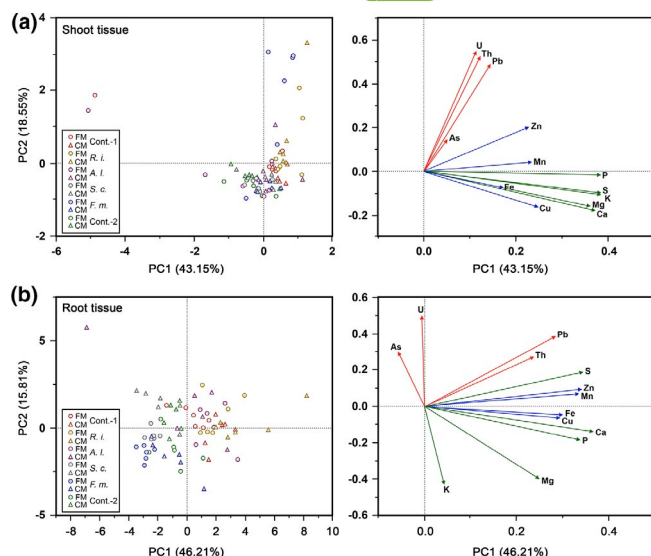 (a)
Shoot tissue
4
2
0
-2
PC2 (18.55%)
FM
CM
Cont.-1
FM
CM
R. i.
FM
CM
A. l.
FM
CM
S. c.
FM
CM
F. m.
FM
CM
Cont.-2
-6
-4
-2
0
2
PC1 (43.15%)
0.6
0.4
0.2
0.0
-0.2
U
Th
Pb
As
Zn
Mn
P
Fe
S
K
Mg
Cu
Ca
0.0
0.2
0.4
PC1 (43.15%)
(b)
Root tissue
5
0
-5
PC2 (15.81%)
FM
CM
Cont.-1
FM
CM
R. i.
FM
CM
A. l.
FM
CM
S. c.
FM
CM
F. m.
FM
CM
Cont.-2
-10
-8
-6
-4
-2
0
2
4
6
8
10
PC1 (46.21%)
0.6
0.4
0.2
0.0
-0.2
-0.4
-0.6
U
As
Pb
Th
S
Zn
Mn
Fe
Cu
Ca
P
Mg
K
0.0
0.2
0.4
PC1 (46.21%)